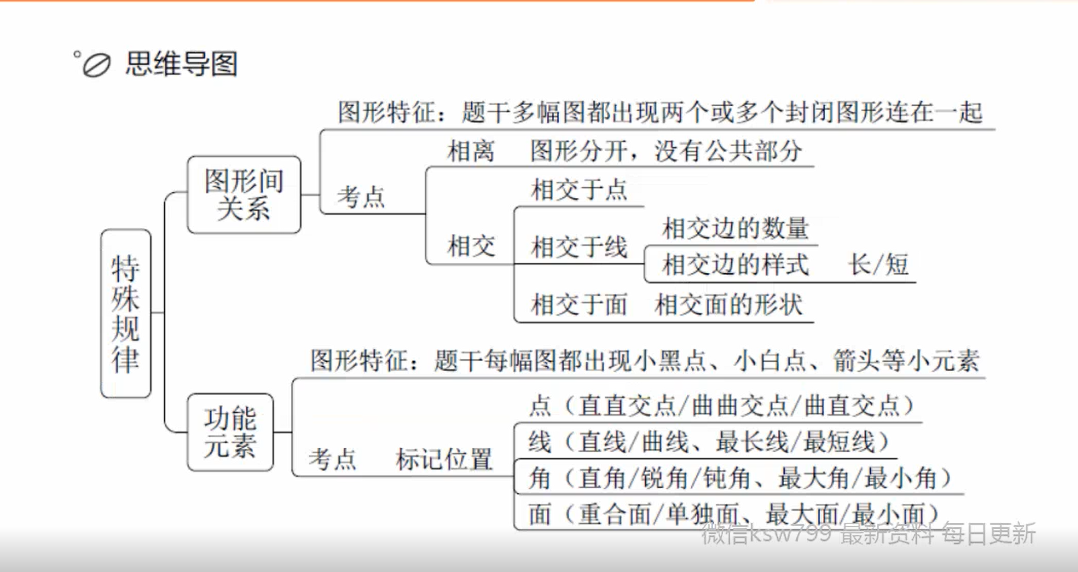 思维导图
图形特征：题干多幅图都出现两个或多个封闭图形连在一起
相离 图形分开，没有公共部分
图形间
关系
考点
相交于点
相交边的数量
相交 相交于线
相交边的样式 长/短
相交于面 相交面的形状
特殊规律
图形特征：题干每幅图都出现小黑点、小白点、箭头等小元素
功能
元素
点（直直交点/曲曲交点/曲直交点）
线（直线/曲线、最长线/最短线）
考点 标记位置
角（直角/锐角/钝角、最大角/最小角）
面（重合面/单独面、最大面/最小面）
微信ksw799 最新资料 每日更新